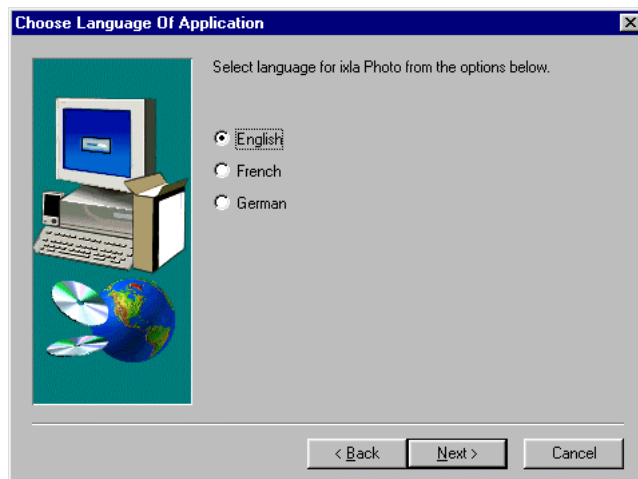 Choose Language Of Application
Select language for ixla Photo from the options below.
English
French
German
< Back
Next >
Cancel